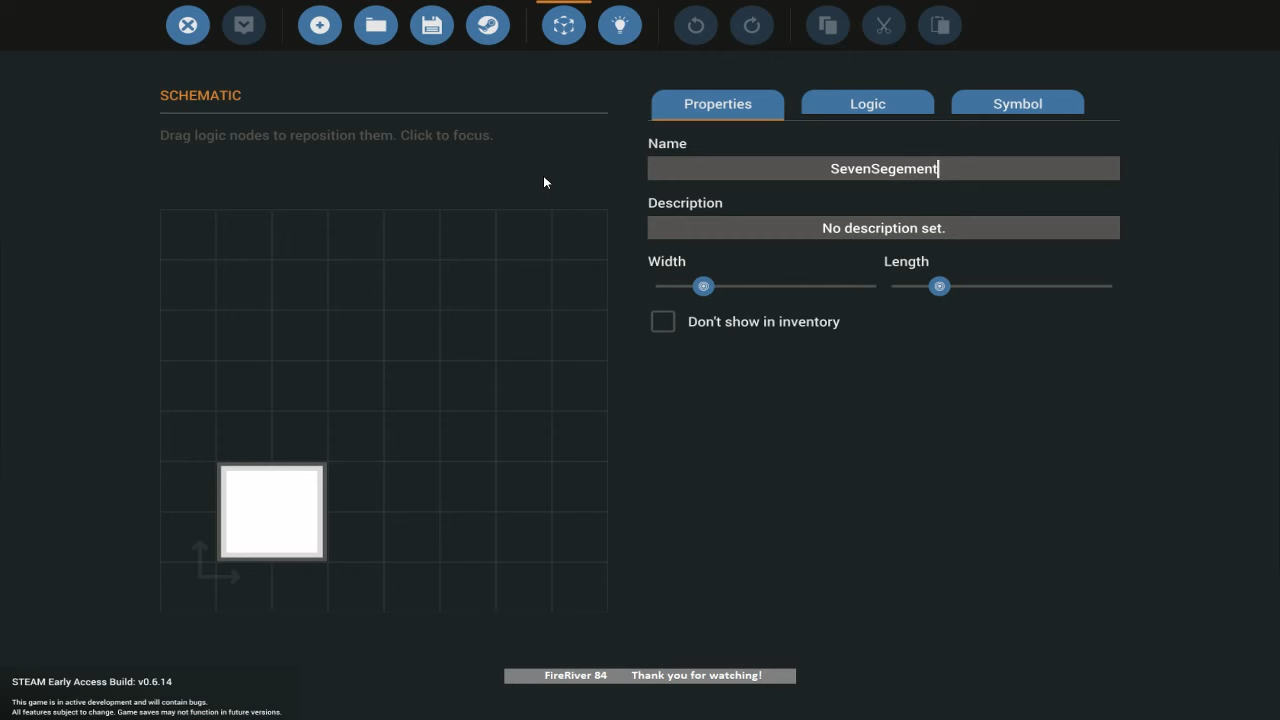 SCHEMATIC
Drag logic nodes to reposition them. Click to focus.
Properties
Logic
Symbol
Name
SevenSegement
Description
No description set.
Width
Length
Don't show in inventory
FireRiver 84 Thank you for watching!
STEAM Early Access Build: v0.6.14
This game is in active development and will contain bugs.
All features subject to change. Game saves may not function in future versions.